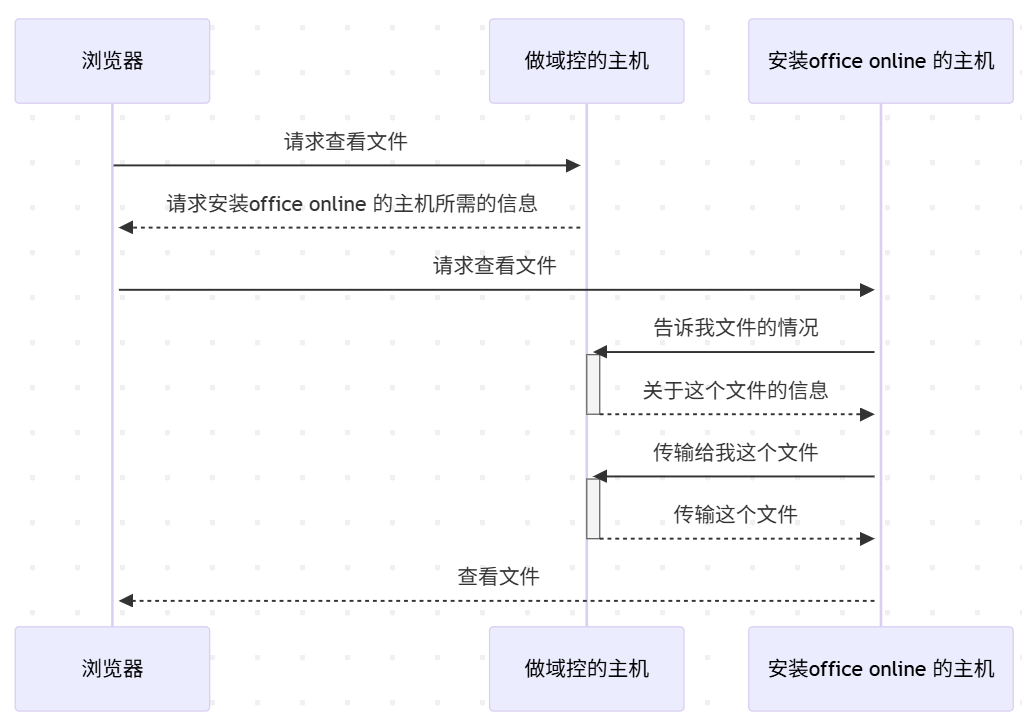 浏览器
做域控的主机
安装office online 的主机
请求查看文件
请求安装office online 的主机所需的信息
请求查看文件
告诉我文件的情况
关于这个文件的信息
传输给我这个文件
传输这个文件
查看文件
浏览器
做域控的主机
安装office online 的主机